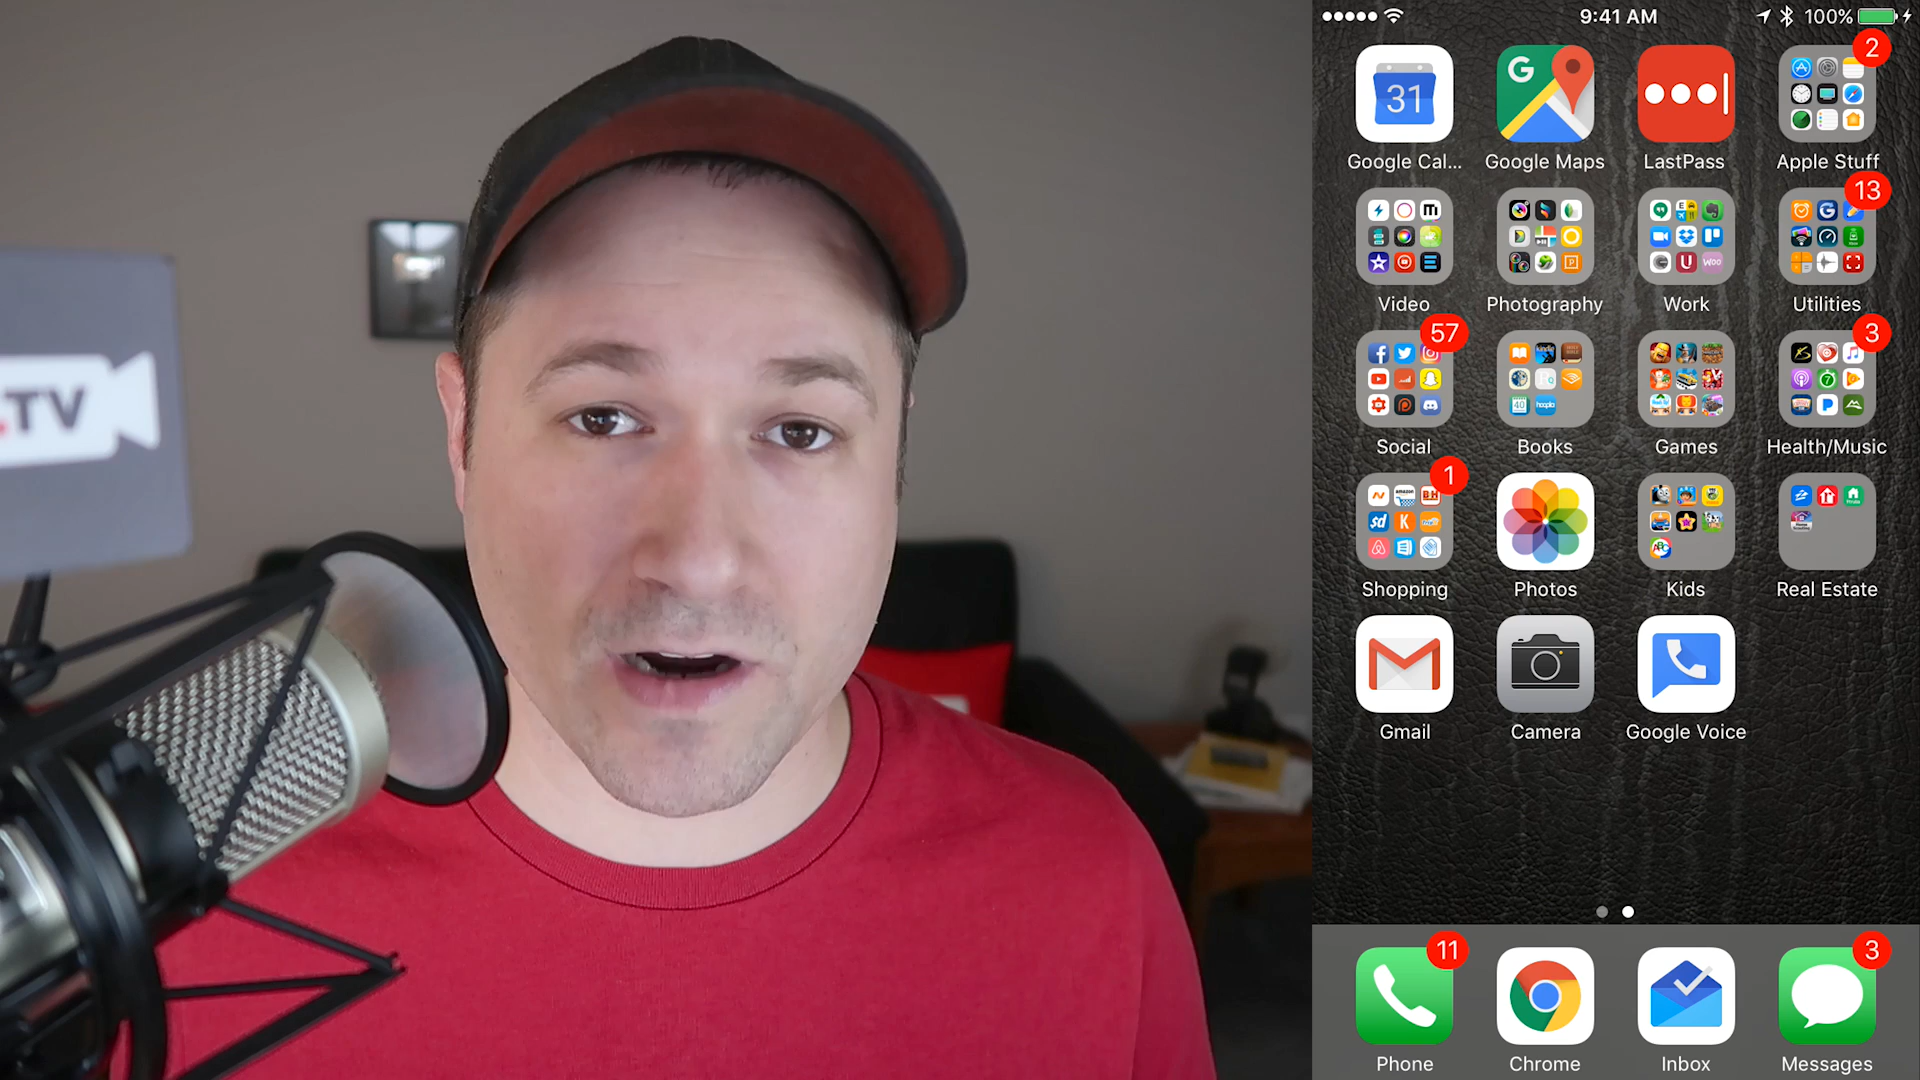 .TV
9:41 AM
100%
2
31
G
Google Cal...
Google Maps
LastPass
Apple Stuff
13
Video
Photography
Work
Utilities
57
3
Social
Books
Games
Health/Music
1
Shopping
Photos
Kids
Real Estate
Gmail
Camera
Google Voice
11
3
Phone
Chrome
Inbox
Messages